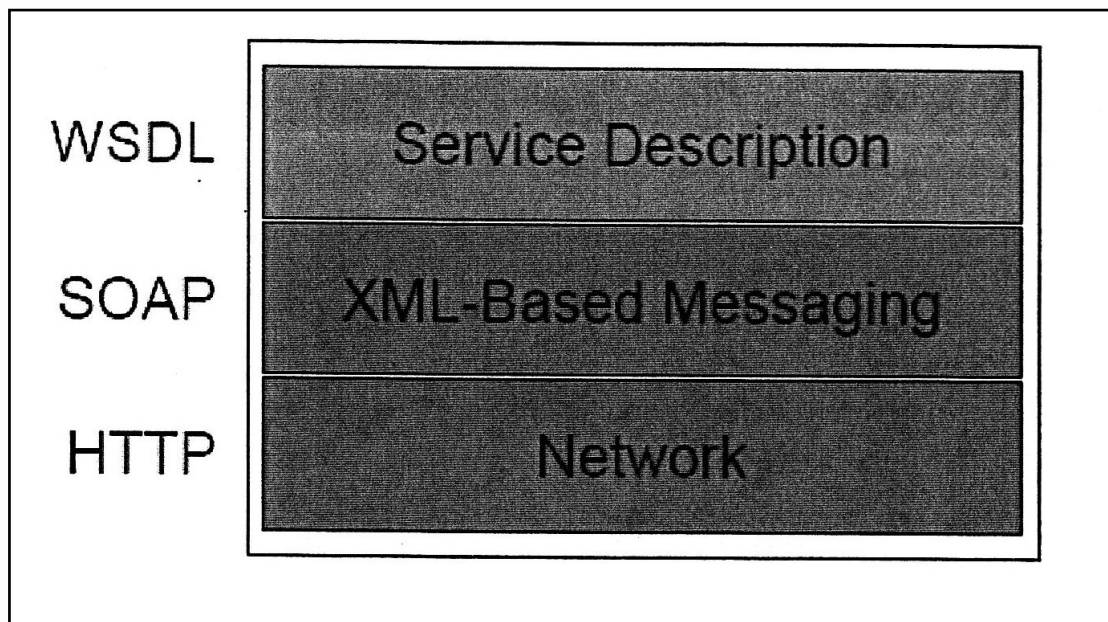 WSDL Service Description
SOAP XML-Based Messaging
HTTP Network